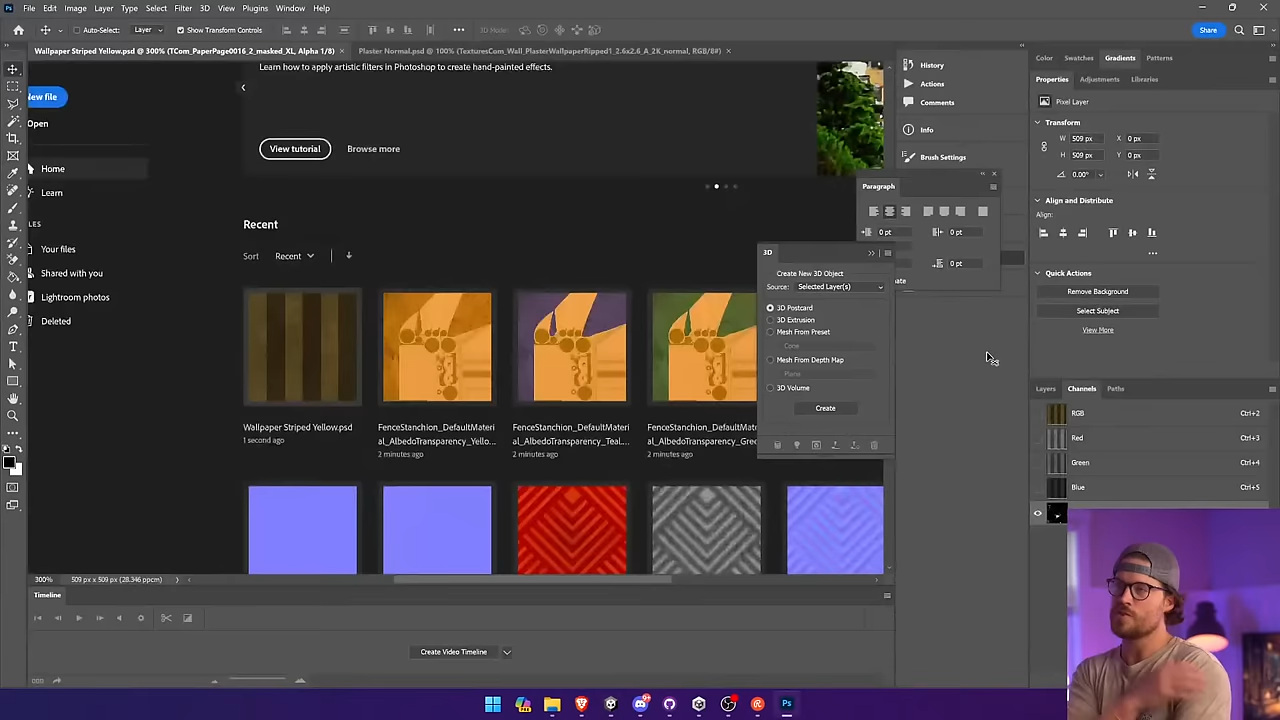 File Edit Image Layer Type Select Filter 3D View Plugins Window Help
Auto-Select: Layer Show Transform Controls 3D Mode: Share
Wallpaper Striped Yellow.psd @ 300% (TCom_PaperPage0016_2_masked_XL, Alpha 1/8) × Plaster Normal.psd @ 100% (TexturesCom_Wall_PlasterWallpaperRipped1_2.6x2.6_A_2K_normal, RGB/8#) ×
Learn how to apply artistic filters in Photoshop to create hand-painted effects.
New file
Open
View tutorial Browse more
Home
Learn
LES
Your files
Shared with you
Lightroom photos
Deleted
Recent
Sort Recent
Wallpaper Striped Yellow.psd
1 second ago
FenceStanchion_DefaultMateri
al_AlbedoTransparency_Yello...
2 minutes ago
FenceStanchion_DefaultMateri
al_AlbedoTransparency_Teal...
2 minutes ago
FenceStanchion_DefaultMateri
al_AlbedoTransparency_Gree
2 minutes ago
History
Actions
Comments
Info
Brush Settings
Paragraph
0 pt 0 pt
0 pt
ate
3D
Create New 3D Object
Source: Selected Layer(s)
3D Postcard
3D Extrusion
Mesh From Preset
Cone
Mesh From Depth Map
Plane
3D Volume
Create
Color Swatches Gradients Patterns
Properties Adjustments Libraries
Pixel Layer
Transform
W 509 px X 0 px
H 509 px Y 0 px
0.00°
Align and Distribute
Align:
Quick Actions
Remove Background
Select Subject
View More
Layers Channels Paths
RGB Ctrl+2
Red Ctrl+3
Green Ctrl+4
Blue Ctrl+5
300% 509 px x 509 px (28.346 ppcm)
Timeline
Create Video Timeline
Ps